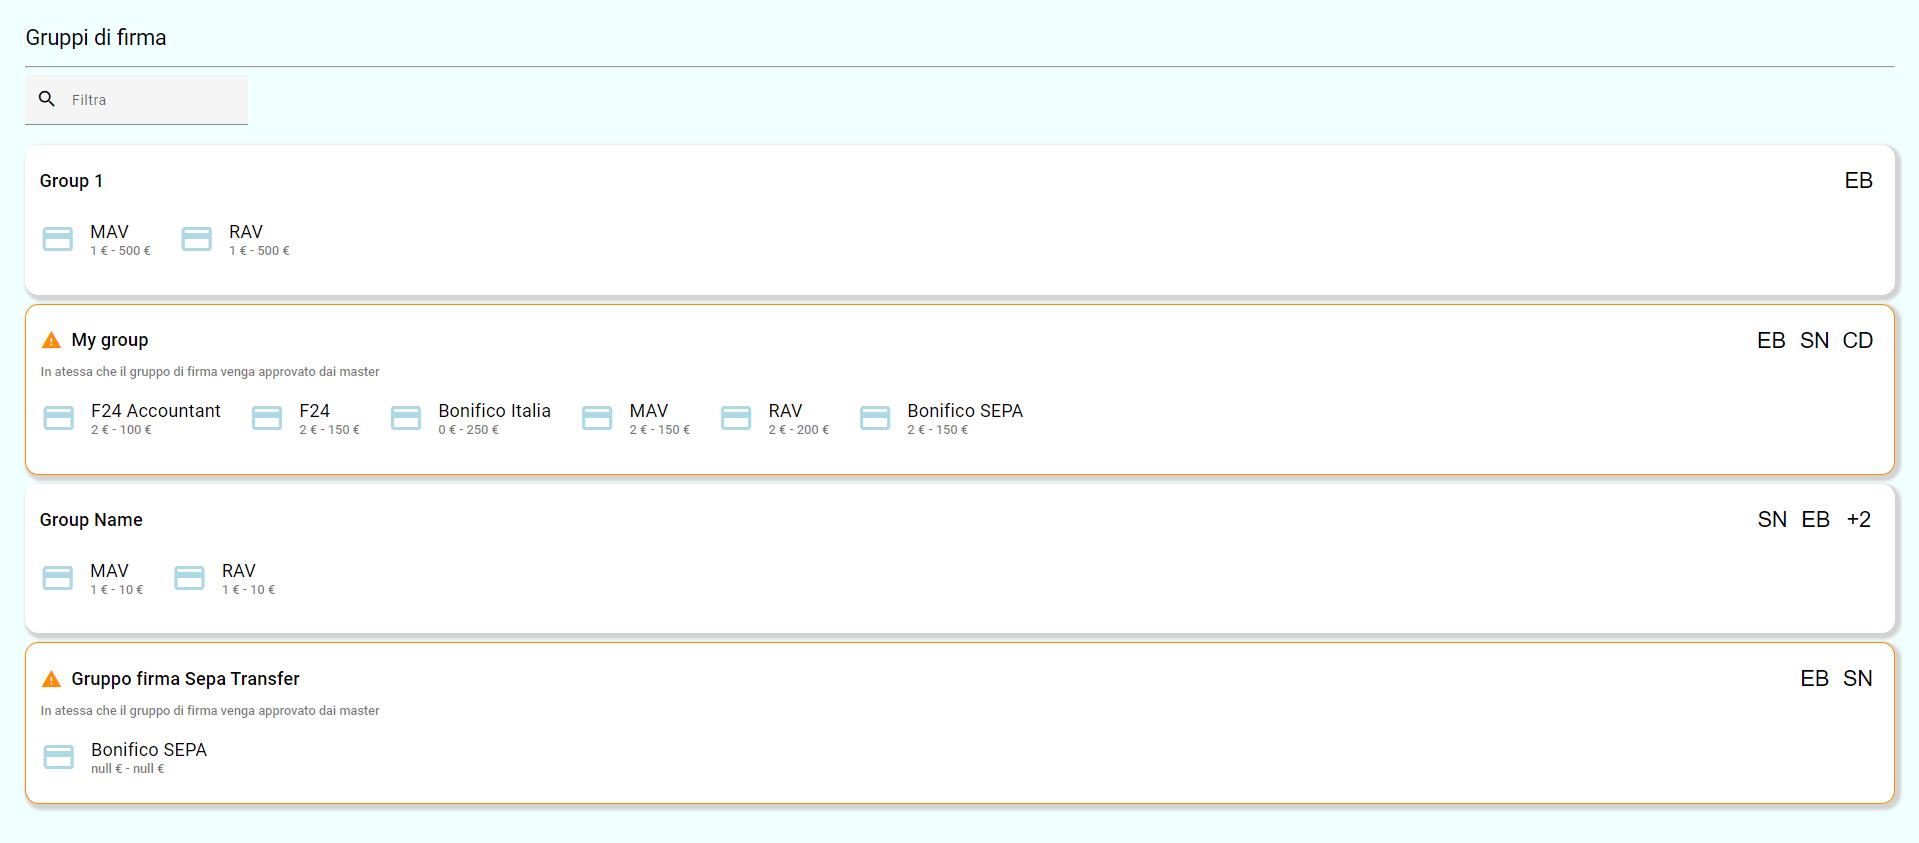 Gruppi di firma
Filtra
Group 1
EB
MAV
1 € - 500 €
RAV
1 € - 500 €
My group
EB SN CD
In atessa che il gruppo di firma venga approvato dai master
F24 Accountant
2 € - 100 €
F24
2 € - 150 €
Bonifico Italia
0 € - 250 €
MAV
2 € - 150 €
RAV
2 € - 200 €
Bonifico SEPA
2 € - 150 €
Group Name
SN EB +2
MAV
1 € - 10 €
RAV
1 € - 10 €
Gruppo firma Sepa Transfer
EB SN
In atessa che il gruppo di firma venga approvato dai master
Bonifico SEPA
null € - null €